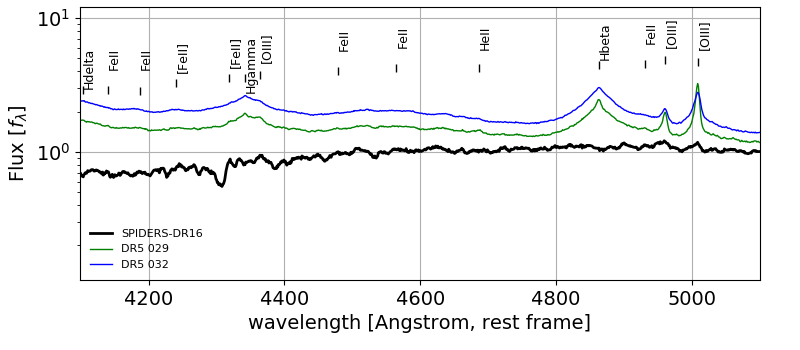 10¹
10⁰
Flux [fλ]
Hdelta
FeII
FeII
[FeII]
[FeII]
Hgamma
[OIII]
FeII
FeII
HeII
Hbeta
FeII
[OIII]
[OIII]
SPIDERS-DR16
DR5 029
DR5 032
4200 4400 4600 4800 5000
wavelength [Angstrom, rest frame]